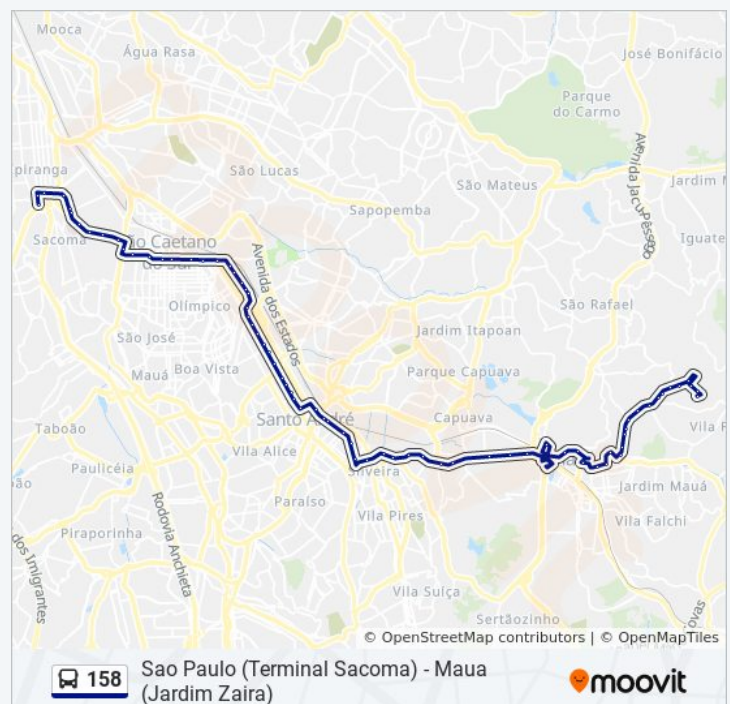 Mooca
Água Rasa
José Bonifácio
Parque
do Carmo
Avenida Jacu-Pêssego
piranga
São Lucas
São Mateus
Jardim
Sapopemba
Sacoma
São Caetano
do Sul
Iguate
Avenida dos Estados
Olímpico
São Rafael
São José
Jardim Itapoan
Boa Vista
Parque Capuava
Mauá
Santo André
Capuava
Taboão
Vila F
Vila Alice
Paulicéia
Silveira
Jardim Mauá
Paraíso
Rodovia Anchieta
Vila Pires
Vila Falchi
Piraporinha
dos Imigrantes
Vila Suíça
Sertãozinho
ovas
© OpenStreetMap contributors | © OpenMapTiles
158
Sao Paulo (Terminal Sacoma) - Maua
(Jardim Zaira)
moovit